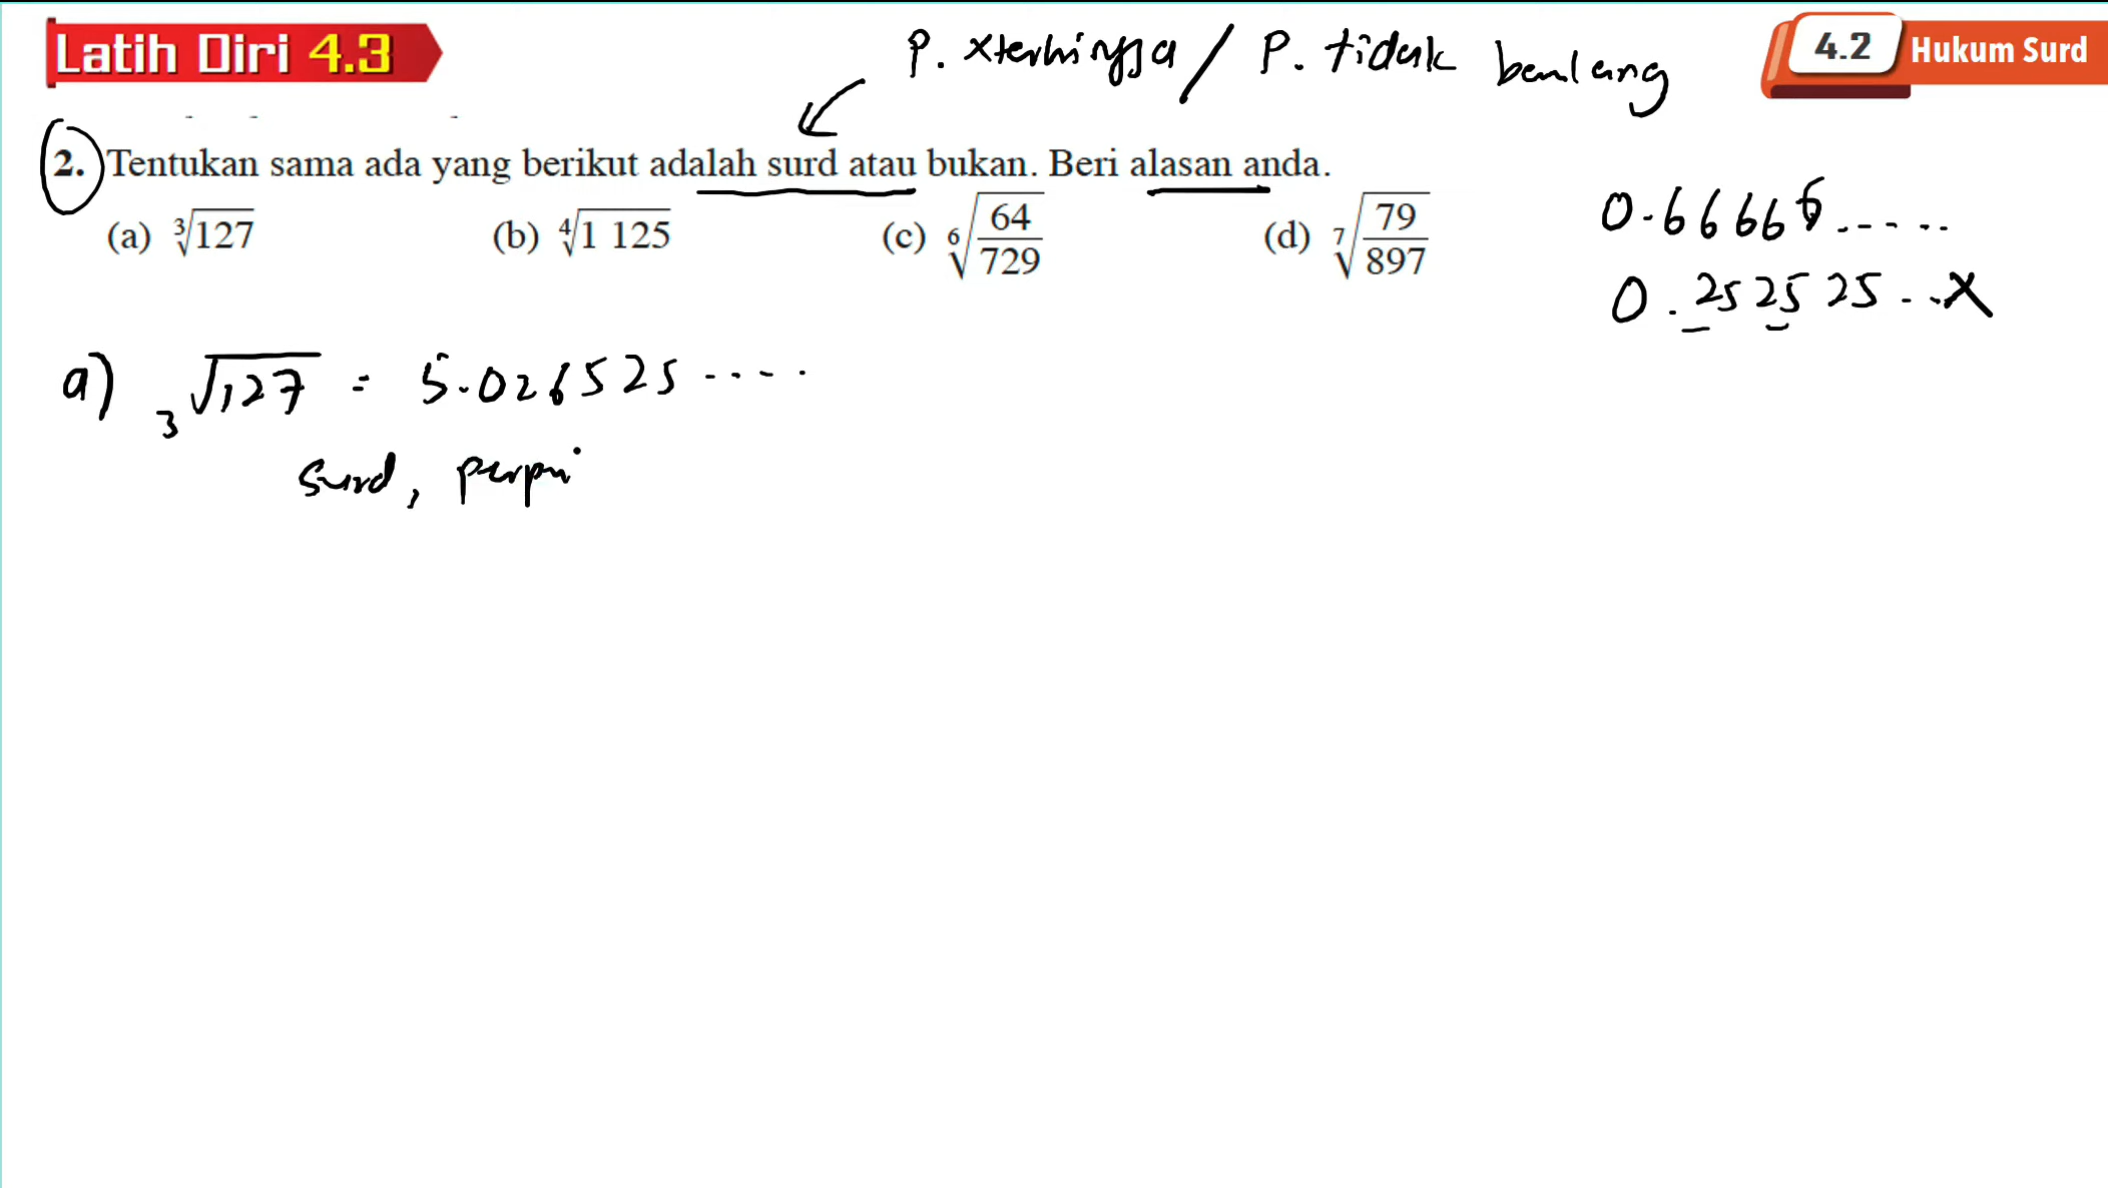 Latih Diri 4.3
P. xterhingga / P. tidak berulang
4.2 Hukum Surd
2. Tentukan sama ada yang berikut adalah surd atau bukan. Beri alasan anda.
(a) ∛127 (b) ∜1 125 (c) ⁶√(64/729) (d) ⁷√(79/897)
0.66666.....
0.252525...X
a) ₃√127 = 5.026525....
surd, perpu